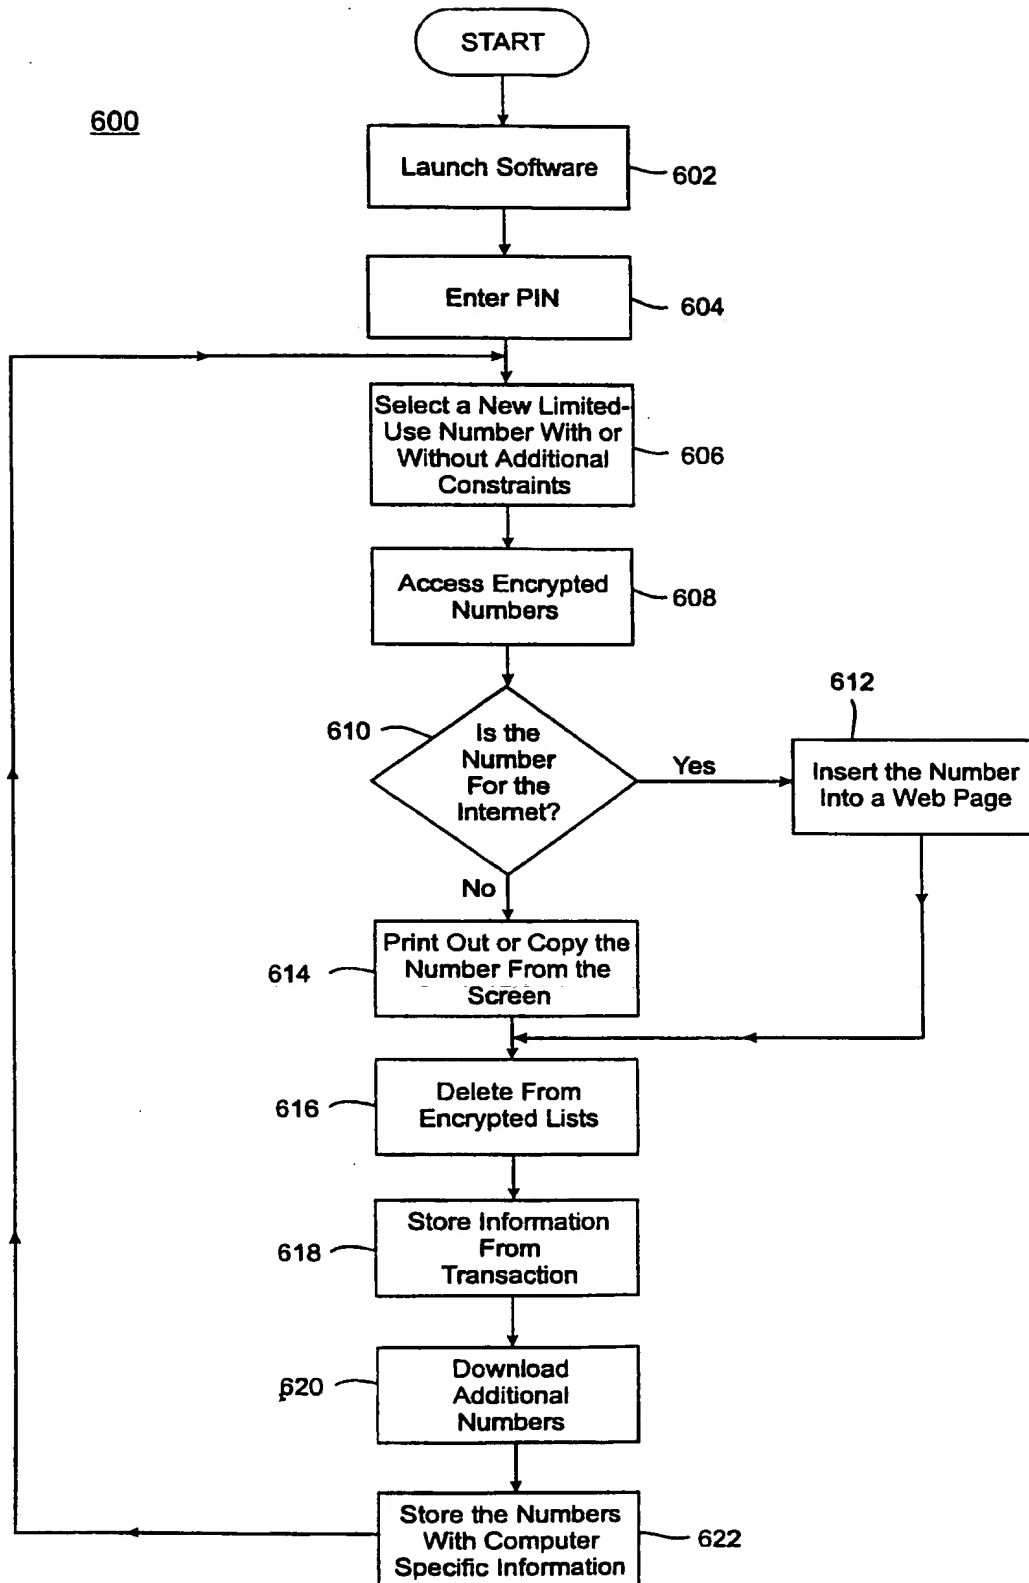 START
600
Launch Software
602
Enter PIN
604
Select a New Limited-
Use Number With or
Without Additional
Constraints
606
Access Encrypted
Numbers
608
612
610
Is the
Number
For the
Internet?
Yes
Insert the Number
Into a Web Page
No
Print Out or Copy the
Number From the
Screen
614
Delete From
Encrypted Lists
616
Store Information
From
Transaction
618
Download
Additional
Numbers
620
Store the Numbers
With Computer
Specific Information
622